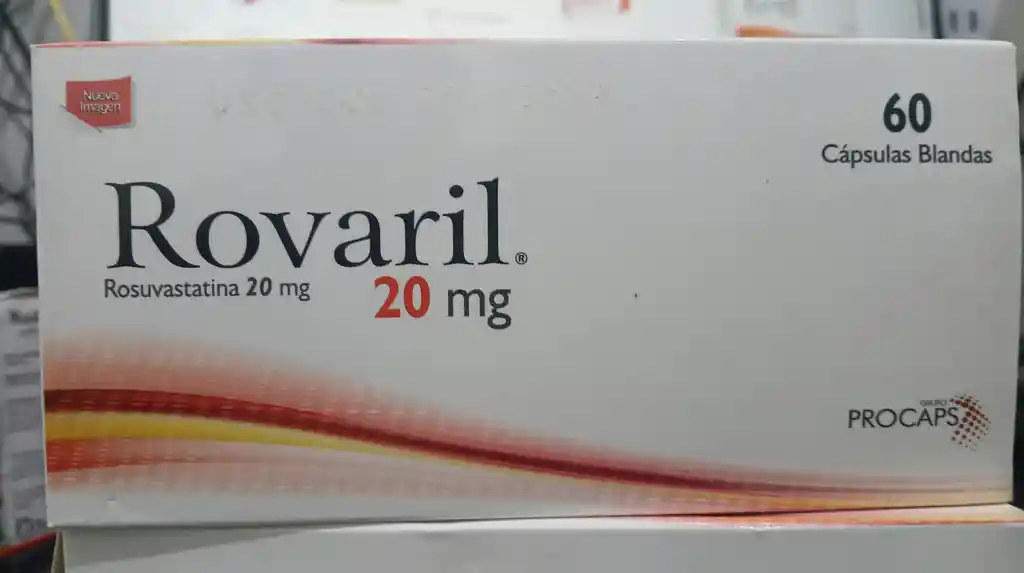 Nueva
Imagen
60
Cápsulas Blandas
Rovaril®
Rosuvastatina 20 mg
20 mg
GRUPO
PROCAPS